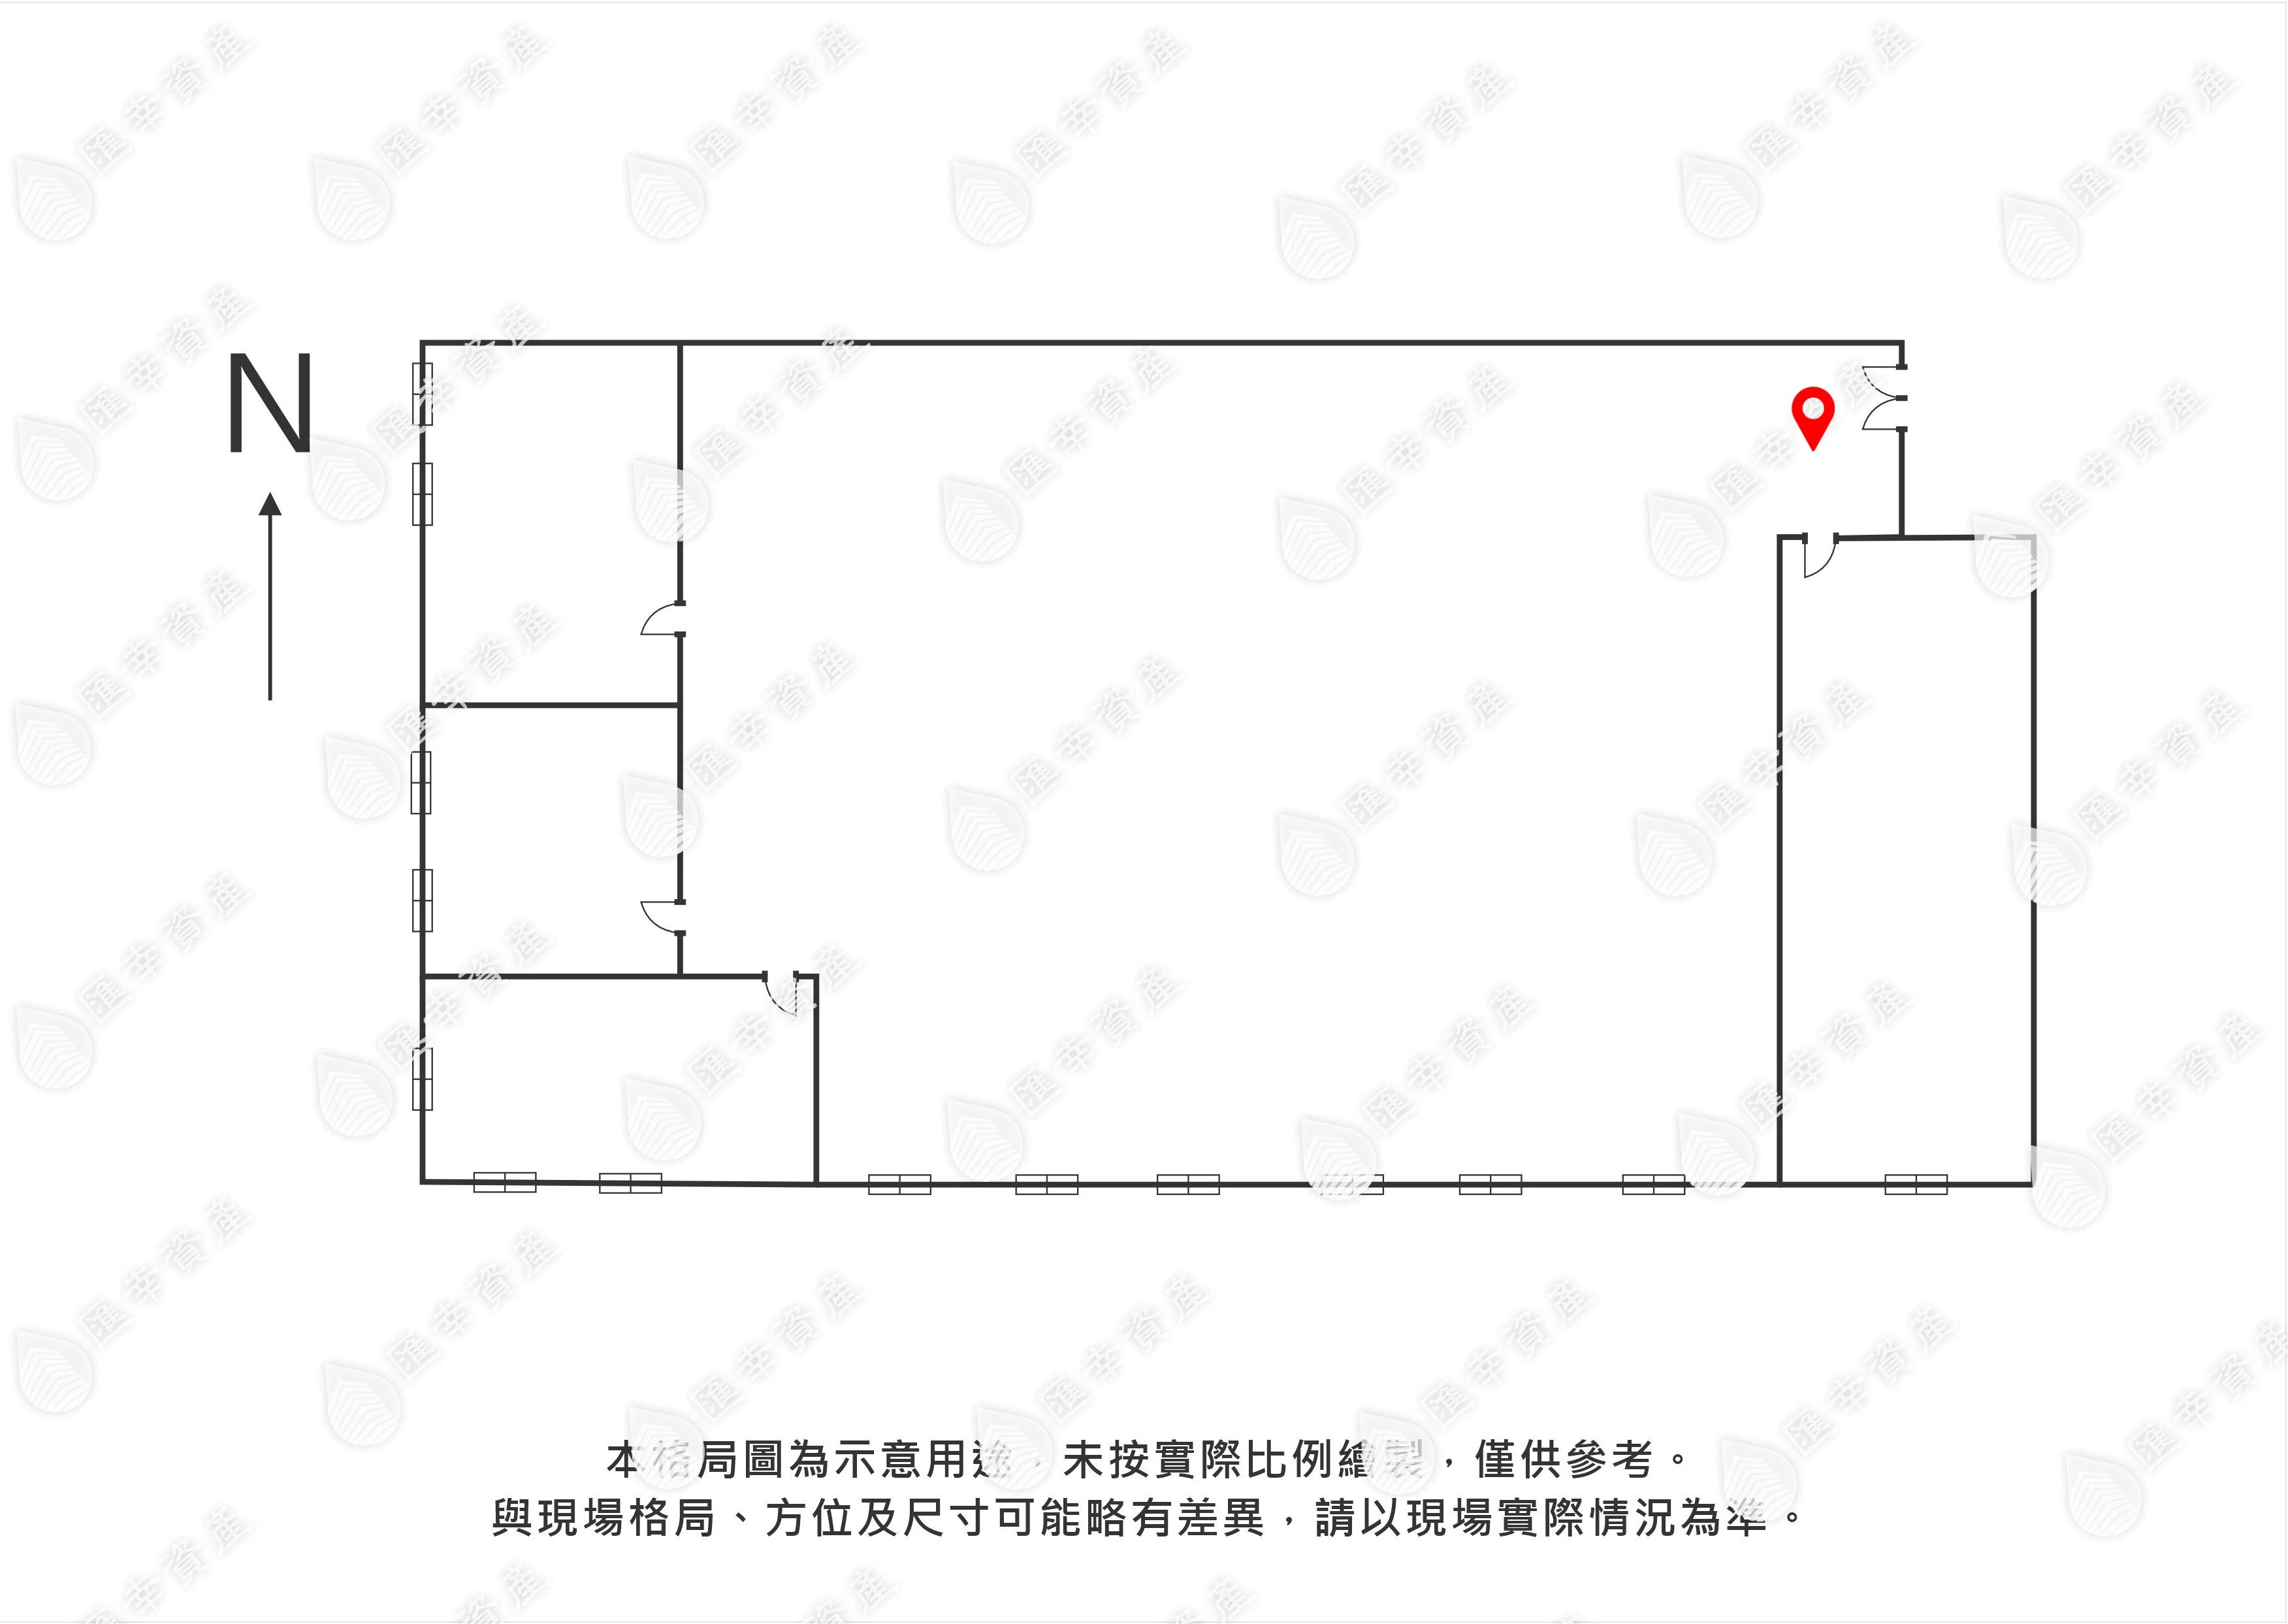 N
本格局圖為示意用途，未按實際比例繪製，僅供參考。
與現場格局、方位及尺寸可能略有差異，請以現場實際情況為準。